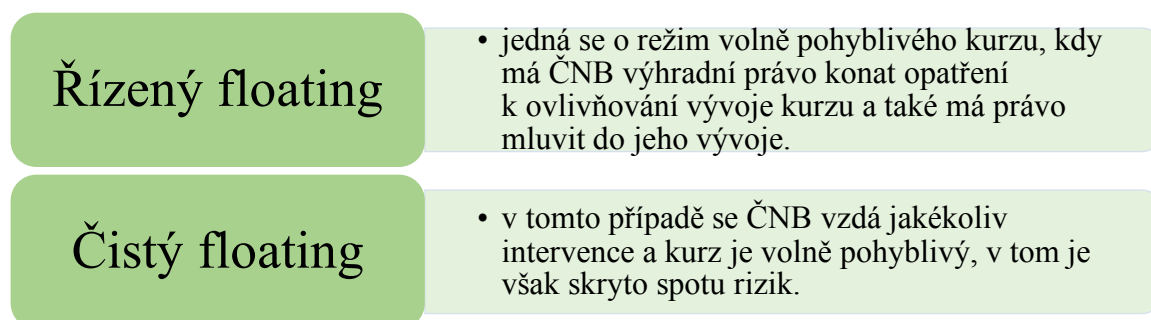 Řízený floating
• jedná se o režim volně pohyblivého kurzu, kdy
má ČNB výhradní právo konat opatření
k ovlivňování vývoje kurzu a také má právo
mluvit do jeho vývoje.
Čistý floating
• v tomto případě se ČNB vzdá jakékoliv
intervence a kurz je volně pohyblivý, v tom je
však skryto spotu rizik.